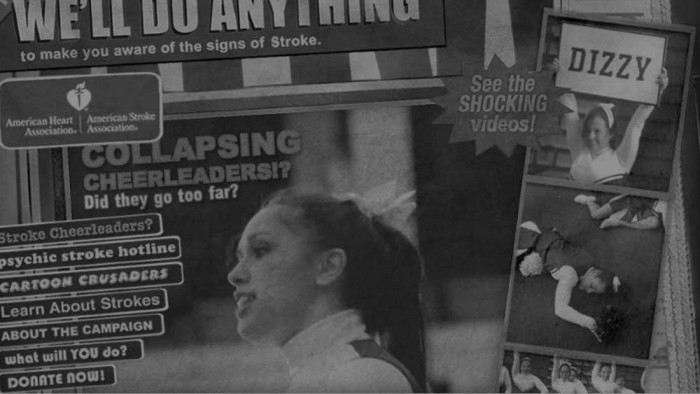 WE'LL DO ANYTHING
to make you aware of the signs of Stroke.
American Heart Association®
American Stroke Association®
COLLAPSING
CHEERLEADERS!?
Did they go too far?
See the
SHOCKING
videos!
DIZZY
Stroke Cheerleaders?
psychic stroke hotline
CARTOON CRUSADERS
Learn About Strokes
ABOUT THE CAMPAIGN
what will YOU do?
DONATE NOW!